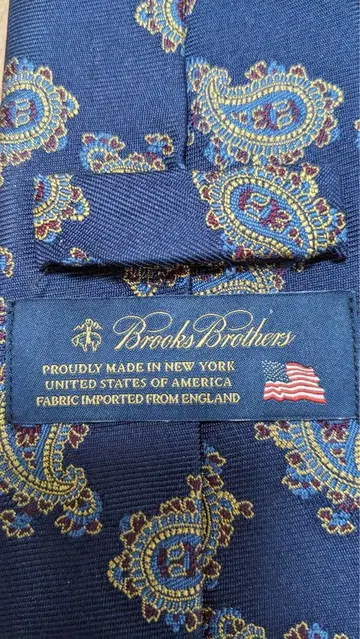 Brooks Brothers
PROUDLY MADE IN NEW YORK
UNITED STATES OF AMERICA
FABRIC IMPORTED FROM ENGLAND